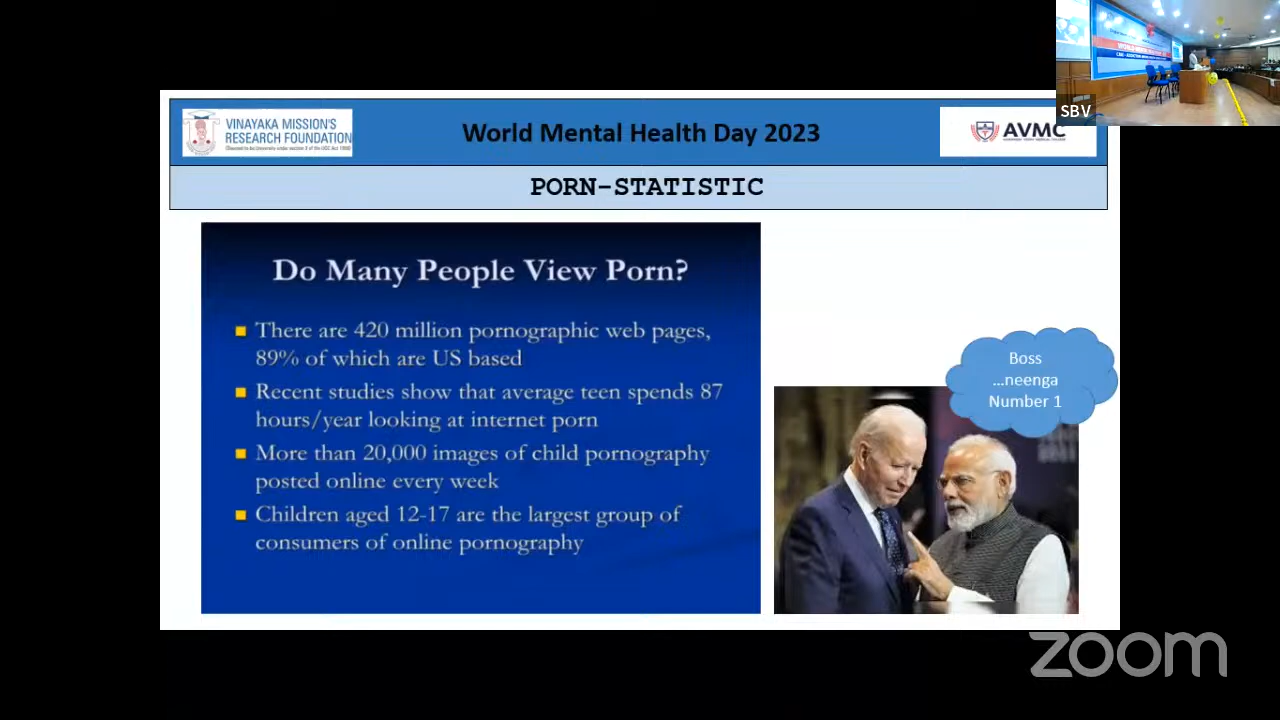 VINAYAKA MISSION'S
RESEARCH FOUNDATION
World Mental Health Day 2023
AVMC
SBV
PORN-STATISTIC
Do Many People View Porn?
There are 420 million pornographic web pages,
89% of which are US based
Recent studies show that average teen spends 87
hours/year looking at internet porn
More than 20,000 images of child pornography
posted online every week
Children aged 12-17 are the largest group of
consumers of online pornography
Boss
...neenga
Number 1
zoom